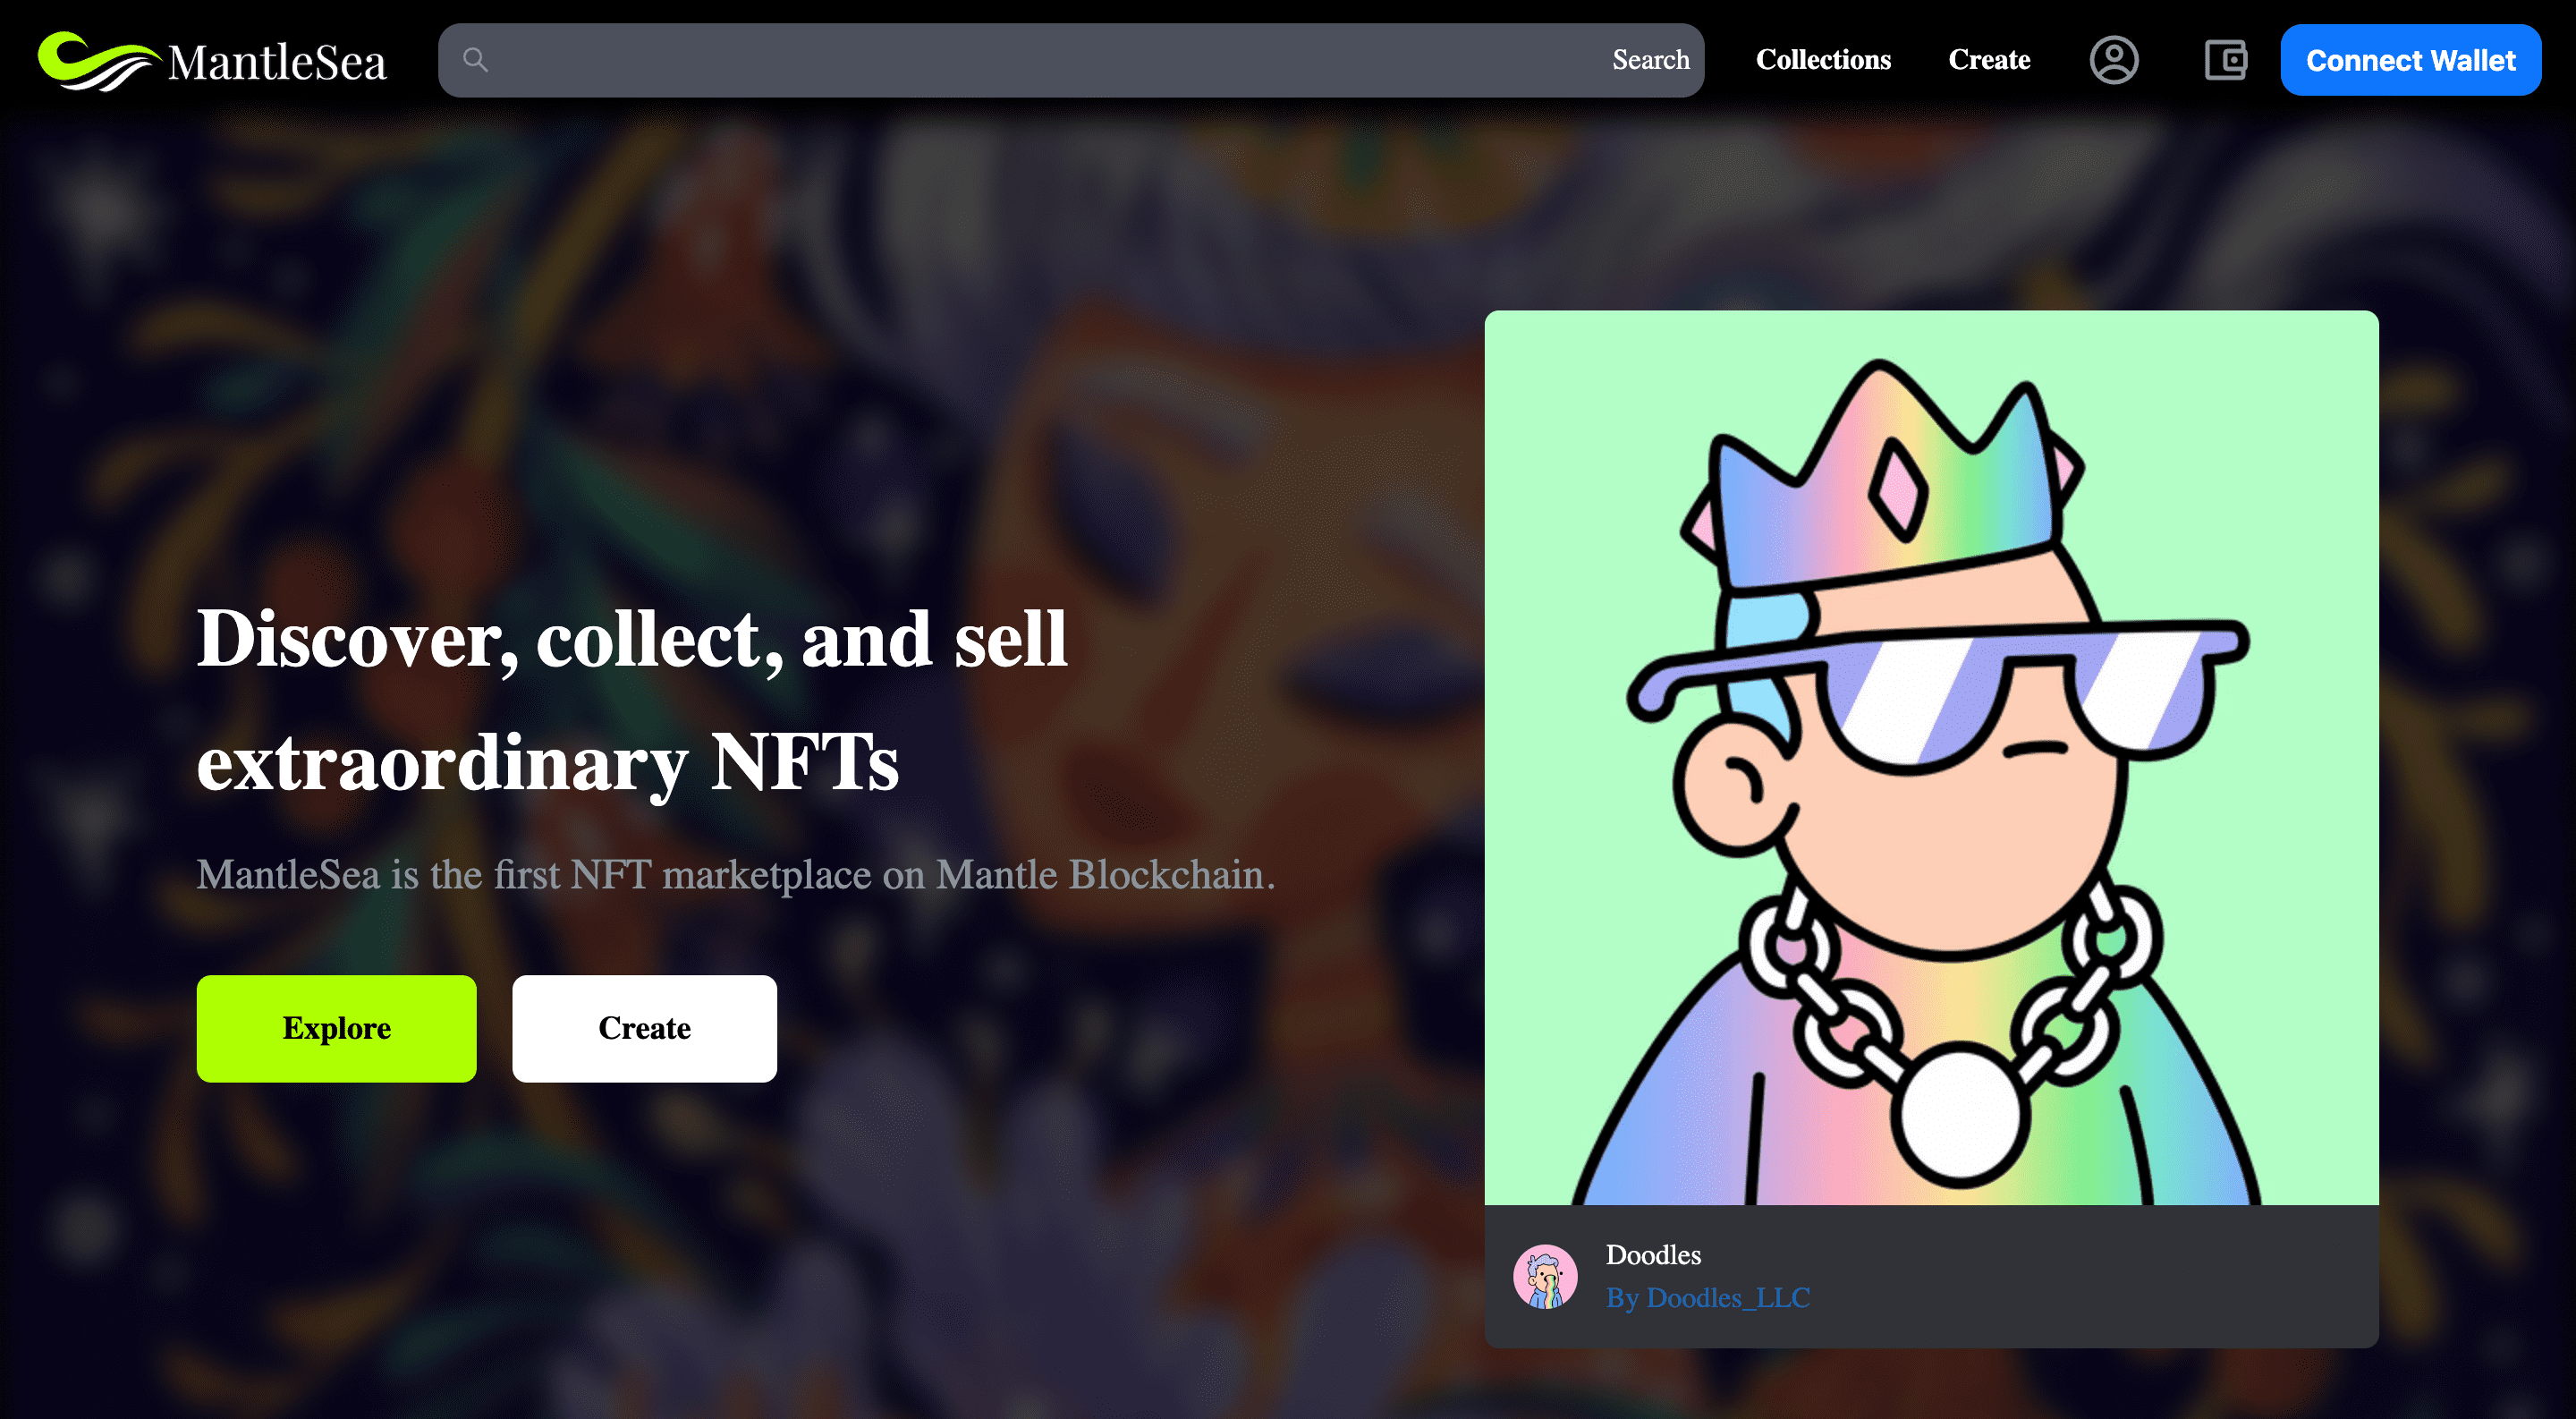 MantleSea
Search
Collections
Create
Connect Wallet
Discover, collect, and sell
extraordinary NFTs
MantleSea is the first NFT marketplace on Mantle Blockchain.
Explore
Create
Doodles
By Doodles_LLC